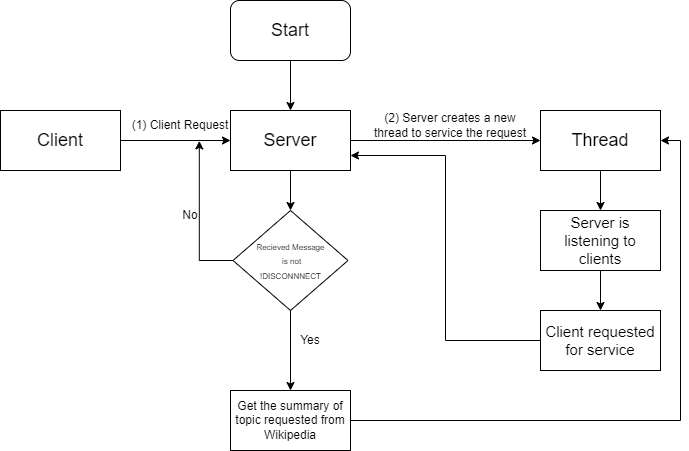 Start
(1) Client Request
(2) Server creates a new
thread to service the request
Client
Server
Thread
No
Recieved Message
is not
!DISCONNNECT
Server is
listening to
clients
Yes
Client requested
for service
Get the summary of
topic requested from
Wikipedia